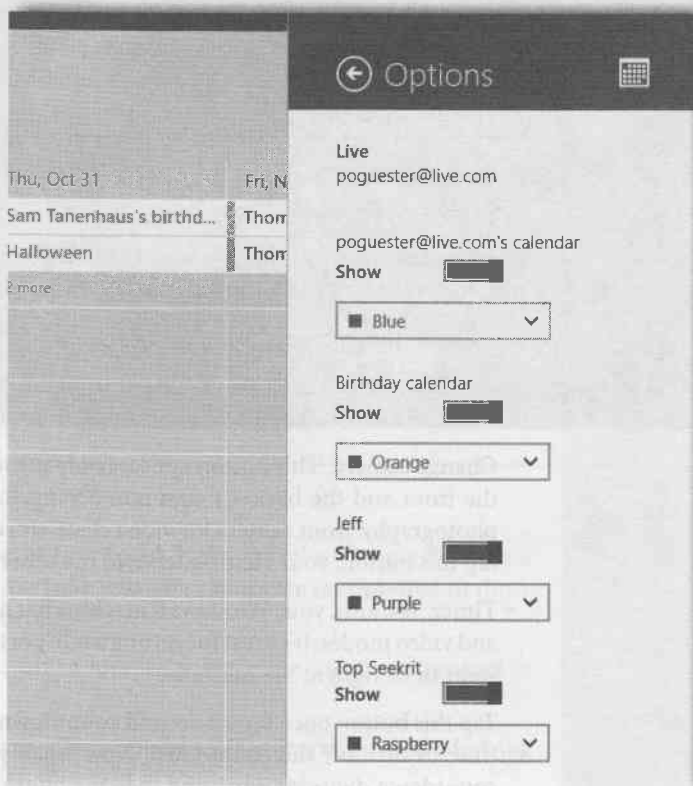 Options
Live
poguester@live.com
Thu, Oct 31
Fri, N
Sam Tanenhaus's birthd...
Thom
Halloween
Thom
2 more
poguester@live.com's calendar
Show
Blue
Birthday calendar
Show
Orange
Jeff
Show
Purple
Top Seekrit
Show
Raspberry